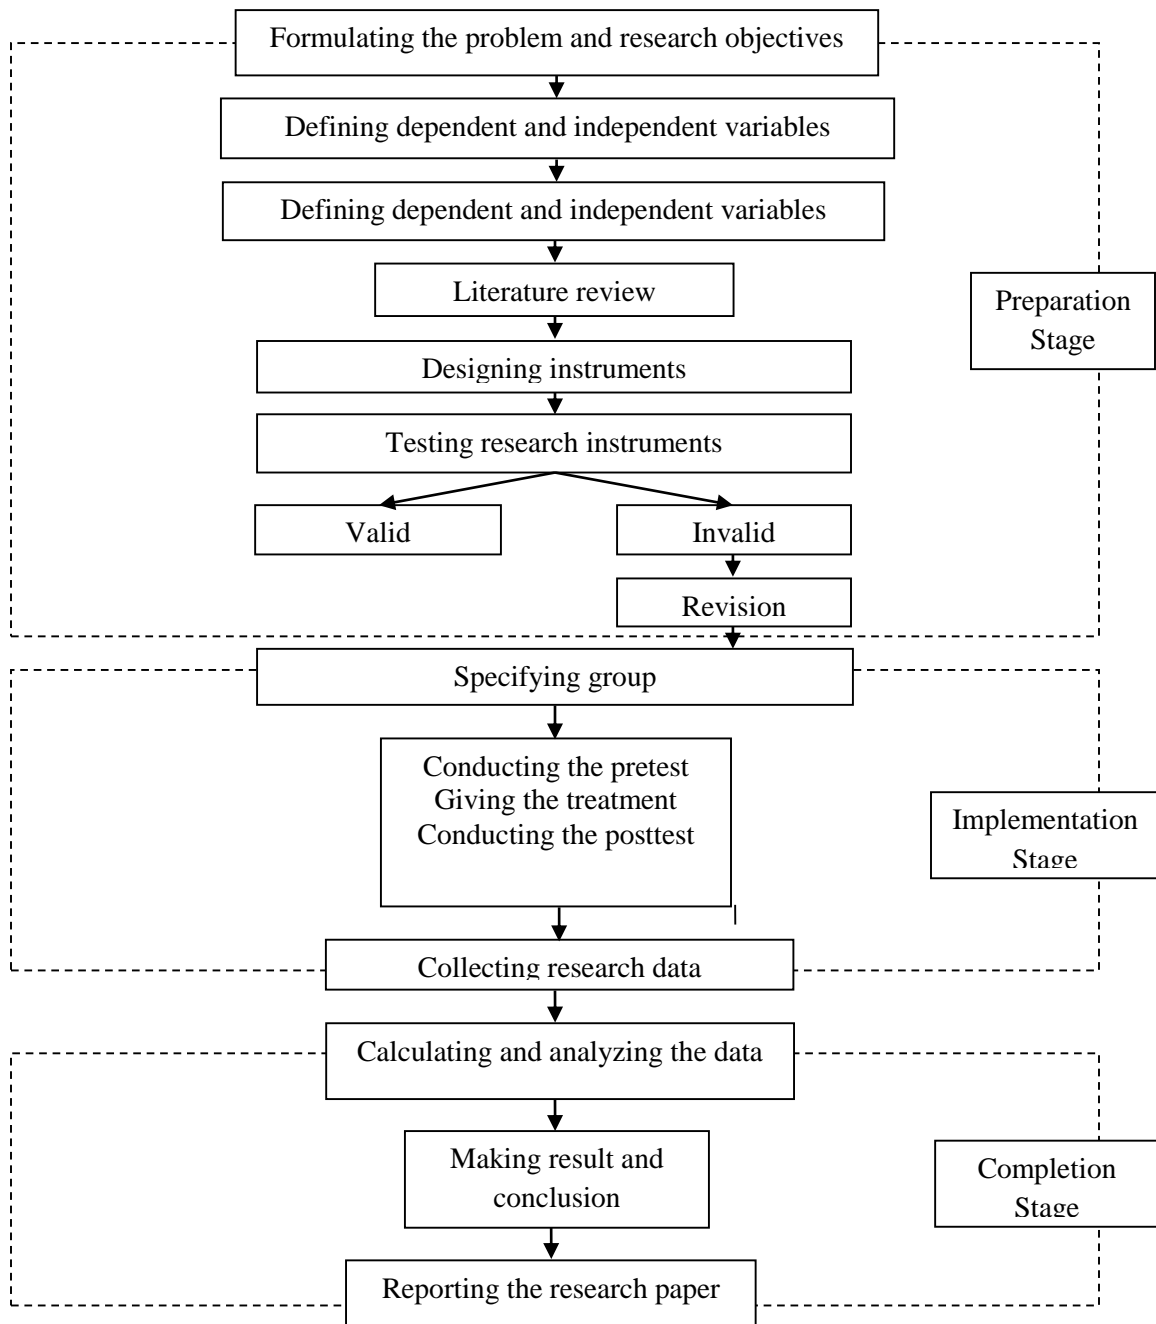 Formulating the problem and research objectives
Defining dependent and independent variables
Defining dependent and independent variables
Literature review
Preparation
Stage
Designing instruments
Testing research instruments
Valid
Invalid
Revision
Specifying group
Conducting the pretest
Giving the treatment
Conducting the posttest
Implementation
Stage
Collecting research data
Calculating and analyzing the data
Making result and
conclusion
Completion
Stage
Reporting the research paper